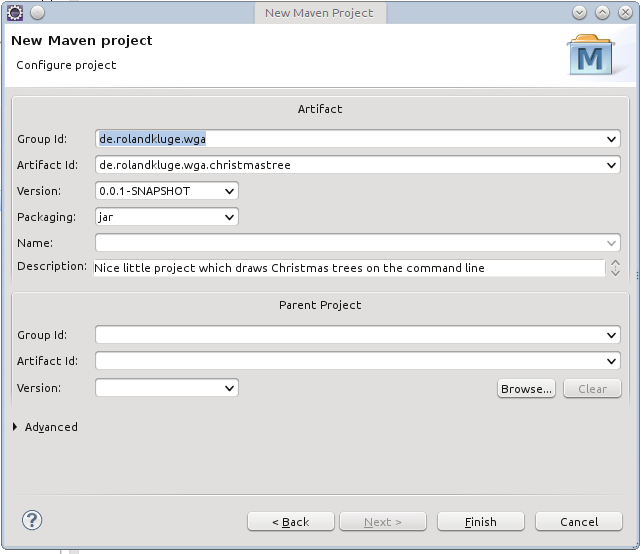 New Maven Project
New Maven project
Configure project
M
Artifact
Group Id: de.rolandkluge.wga
Artifact Id: de.rolandkluge.wga.christmastree
Version: 0.0.1-SNAPSHOT
Packaging: jar
Name:
Description: Nice little project which draws Christmas trees on the command line
Parent Project
Group Id:
Artifact Id:
Version: Browse... Clear
Advanced
? < Back Next > Finish Cancel